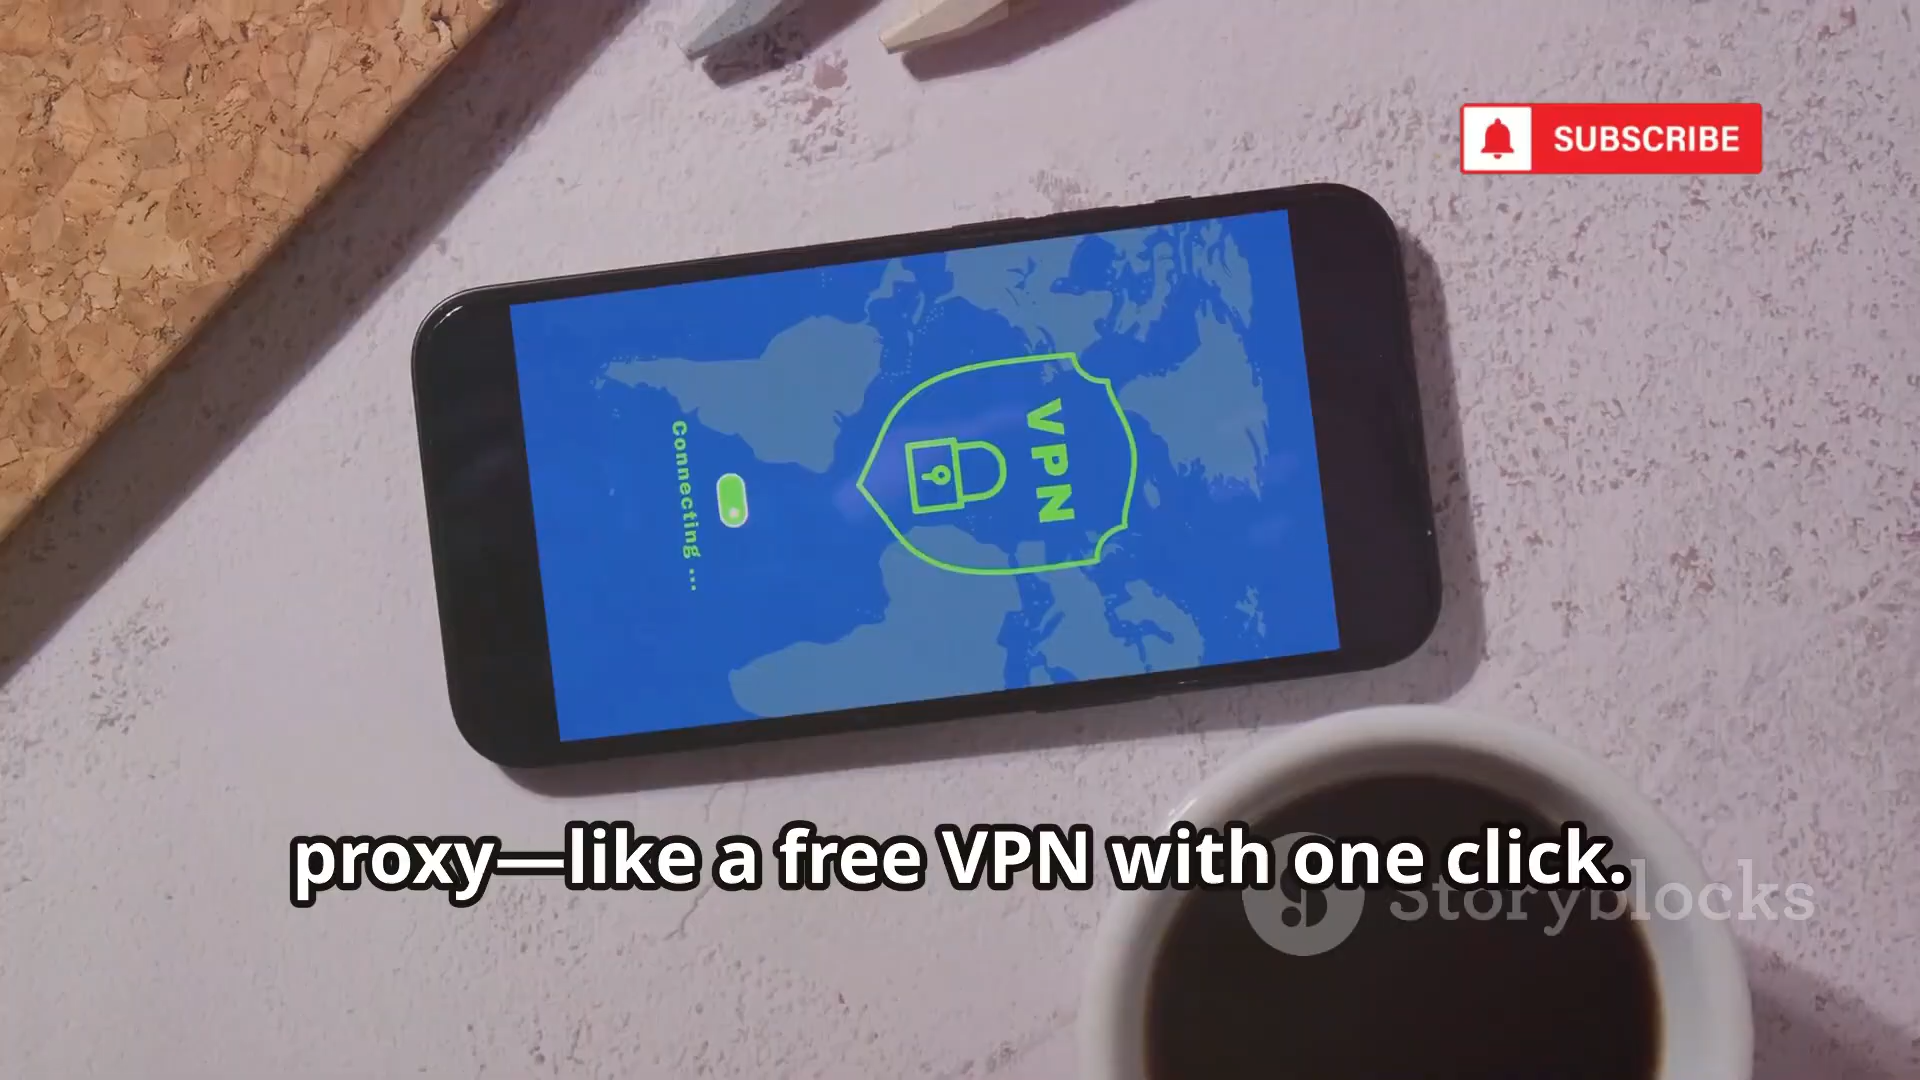 SUBSCRIBE
VPN
Connecting ...
proxy—like a free VPN with one click.
Storyblocks